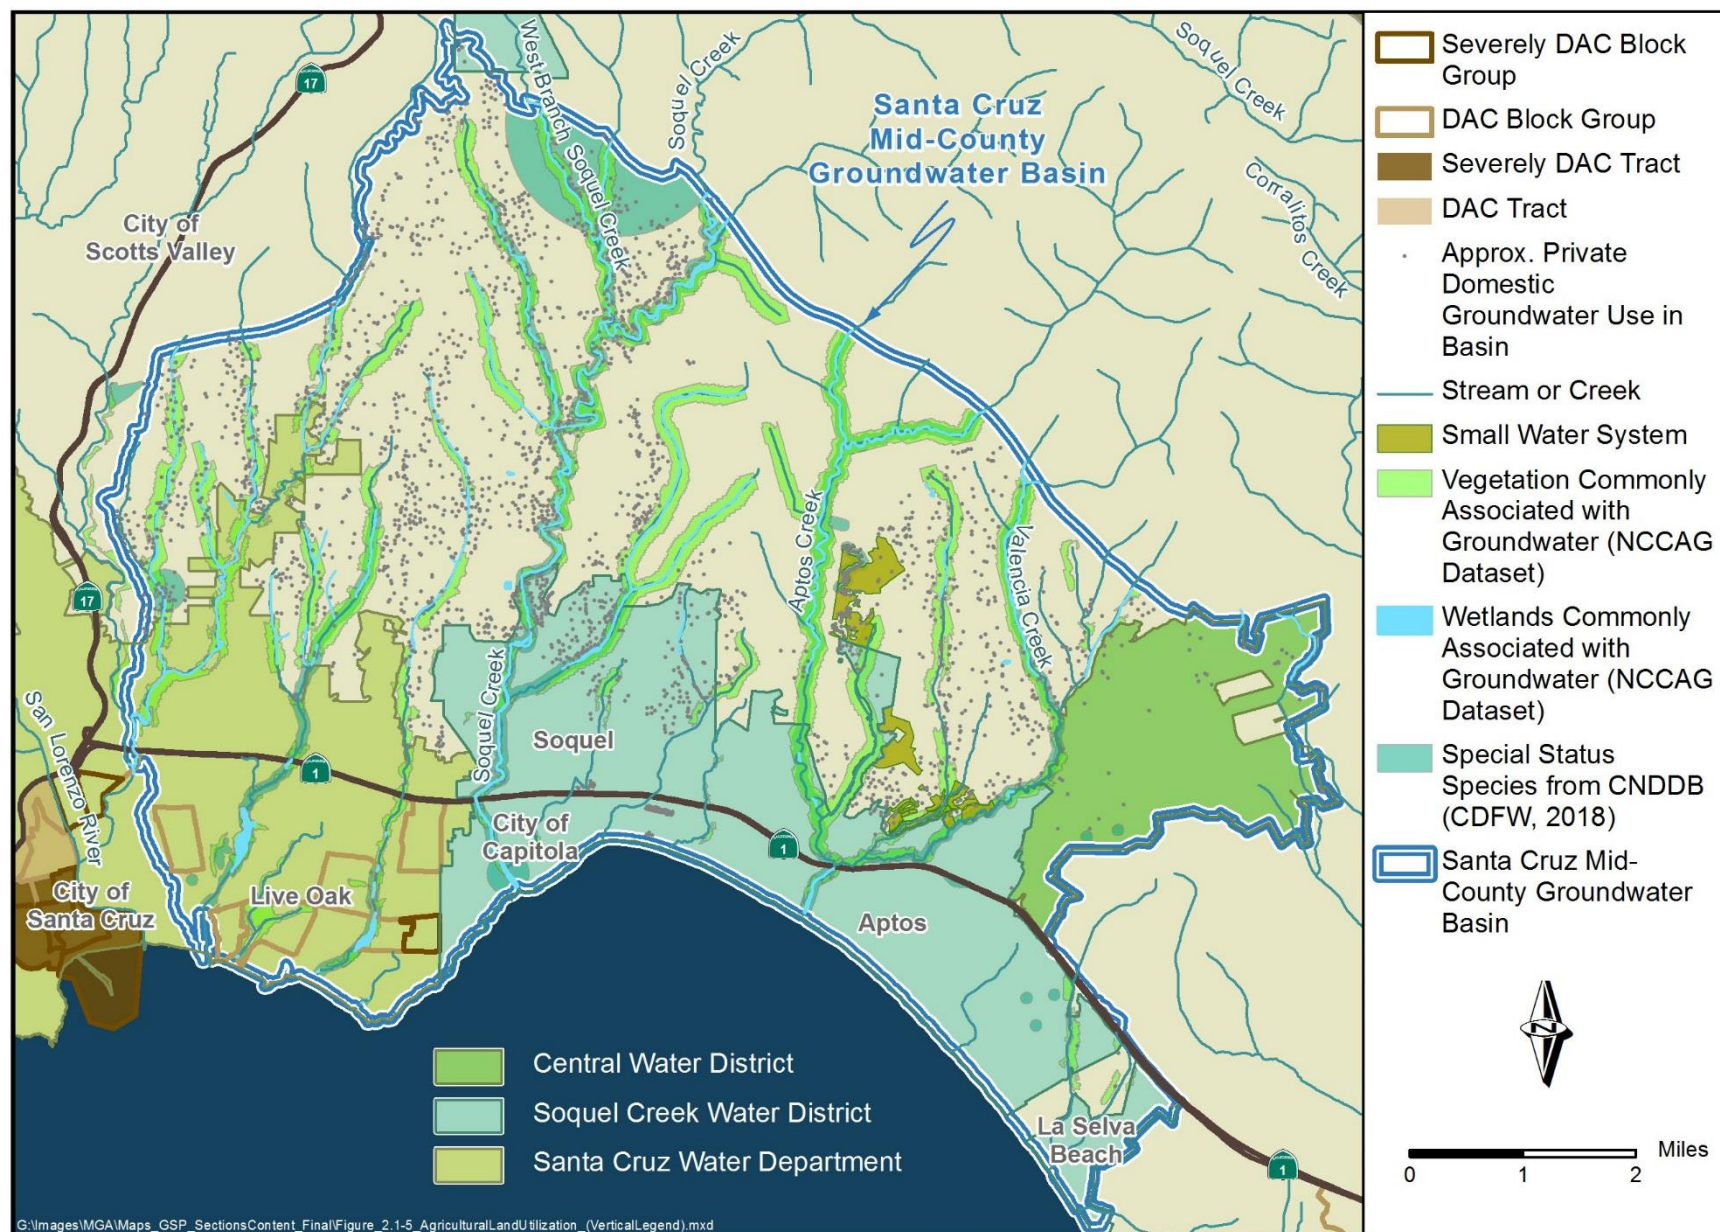 17
West Branch Soquel Creek
Soquel Creek
Soquel Creek
Santa Cruz
Mid-County
Groundwater Basin
Corralitos Creek
City of
Scotts Valley
17
Aptos Creek
Valencia Creek
San Lorenzo River
Soquel Creek
Soquel
1
City of
Capitola
1
City of
Santa Cruz
Live Oak
Aptos
La Selva
Beach
1
Central Water District
Soquel Creek Water District
Santa Cruz Water Department
G:\Images\MGA\Maps_GSP_SectionsContent_Final\Figure_2.1-5_AgriculturalLandUtilization_(VerticalLegend).mxd
Severely DAC Block
Group
DAC Block Group
Severely DAC Tract
DAC Tract
Approx. Private
Domestic
Groundwater Use in
Basin
Stream or Creek
Small Water System
Vegetation Commonly
Associated with
Groundwater (NCCAG
Dataset)
Wetlands Commonly
Associated with
Groundwater (NCCAG
Dataset)
Special Status
Species from CNDDB
(CDFW, 2018)
Santa Cruz Mid-
County Groundwater
Basin
N
Miles
0 1 2